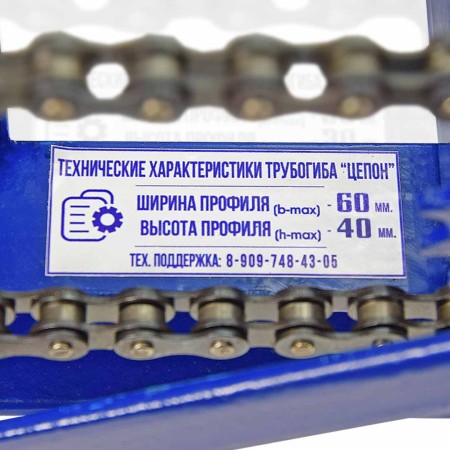 ТЕХНИЧЕСКИЕ ХАРАКТЕРИСТИКИ ТРУБОГИБА “ЦЕПОН”
ШИРИНА ПРОФИЛЯ (b-max) - 60 мм.
ВЫСОТА ПРОФИЛЯ (h-max) - 40 мм.
ТЕХ. ПОДДЕРЖКА: 8-909-748-43-05